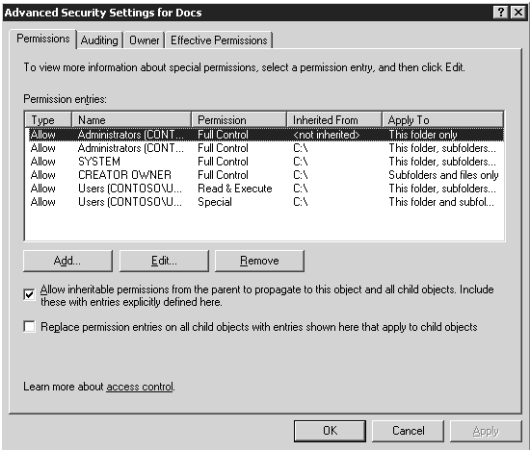 Advanced Security Settings for Docs
Permissions Auditing Owner Effective Permissions
To view more information about special permissions, select a permission entry, and then click Edit.
Permission entries:
Type Name Permission Inherited From Apply To
Allow Administrators (CONT... Full Control <not inherited> This folder only
Allow Administrators (CONT... Full Control C:\ This folder, subfolders...
Allow SYSTEM Full Control C:\ This folder, subfolders...
Allow CREATOR OWNER Full Control C:\ Subfolders and files only
Allow Users (CONTOSO\U... Read & Execute C:\ This folder, subfolders...
Allow Users (CONTOSO\U... Special C:\ This folder and subfol...
Add... Edit... Remove
Allow inheritable permissions from the parent to propagate to this object and all child objects. Include
these with entries explicitly defined here.
Replace permission entries on all child objects with entries shown here that apply to child objects
Learn more about access control.
OK Cancel Apply